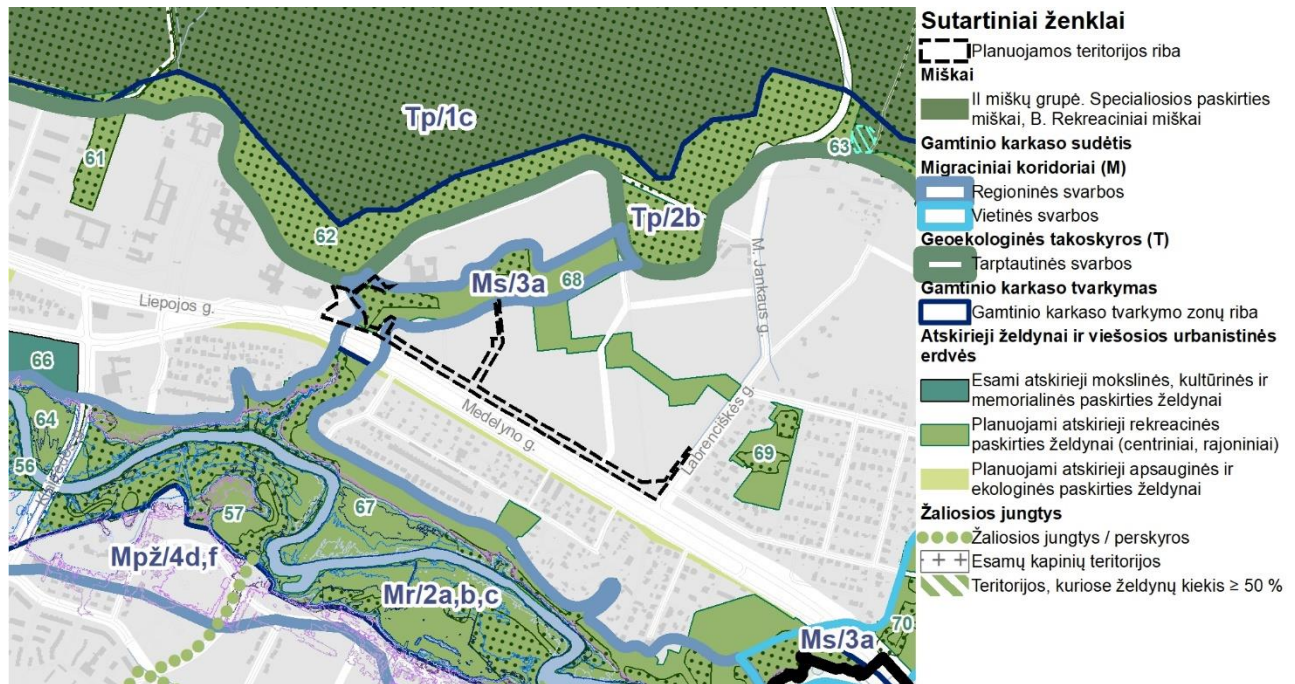 Tp/1c
61
63
62
Tp/2b
Liepojos g.
Ms/3a
68
M. Jankaus g.
66
64
Medelyno g.
Labrenciškės g.
69
56
57
67
Mpž/4d,f
Mr/2a,b,c
Ms/3a
70
Sutartiniai ženklai
Planuojamos teritorijos riba
Miškai
II miškų grupė. Specialiosios paskirties
miškai, B. Rekreaciniai miškai
Gamtinio karkaso sudėtis
Migraciniai koridoriai (M)
Regioninės svarbos
Vietinės svarbos
Geoekologinės takoskyros (T)
Tarptautinės svarbos
Gamtinio karkaso tvarkymas
Gamtinio karkaso tvarkymo zonų riba
Atskirieji želdynai ir viešosios urbanistinės
erdvės
Esami atskirieji mokslinės, kultūrinės ir
memorialinės paskirties želdynai
Planuojami atskirieji rekreacinės
paskirties želdynai (centriniai, rajoniniai)
Planuojami atskirieji apsauginės ir
ekologinės paskirties želdynai
Žaliosios jungtys
Žaliosios jungtys / perskyros
Esamų kapinių teritorijos
Teritorijos, kuriose želdynų kiekis ≥ 50 %